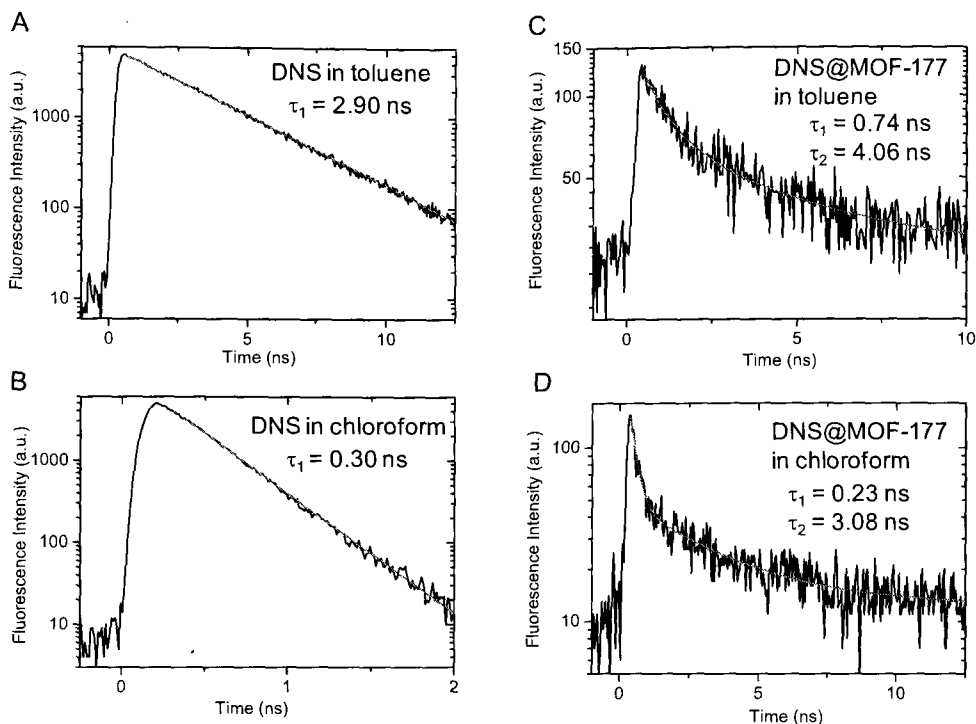 A
Fluorescence Intensity (a.u.)
1000
100
10
DNS in toluene
τ1 = 2.90 ns
0
5
10
Time (ns)
B
Fluorescence Intensity (a.u.)
1000
100
10
DNS in chloroform
τ1 = 0.30 ns
0
1
2
Time (ns)
C
Fluorescence Intensity (a.u.)
150
100
50
DNS@MOF-177
in toluene
τ1 = 0.74 ns
τ2 = 4.06 ns
0
5
10
Time (ns)
D
Fluorescence Intensity (a.u.)
100
10
DNS@MOF-177
in chloroform
τ1 = 0.23 ns
τ2 = 3.08 ns
0
5
10
Time (ns)